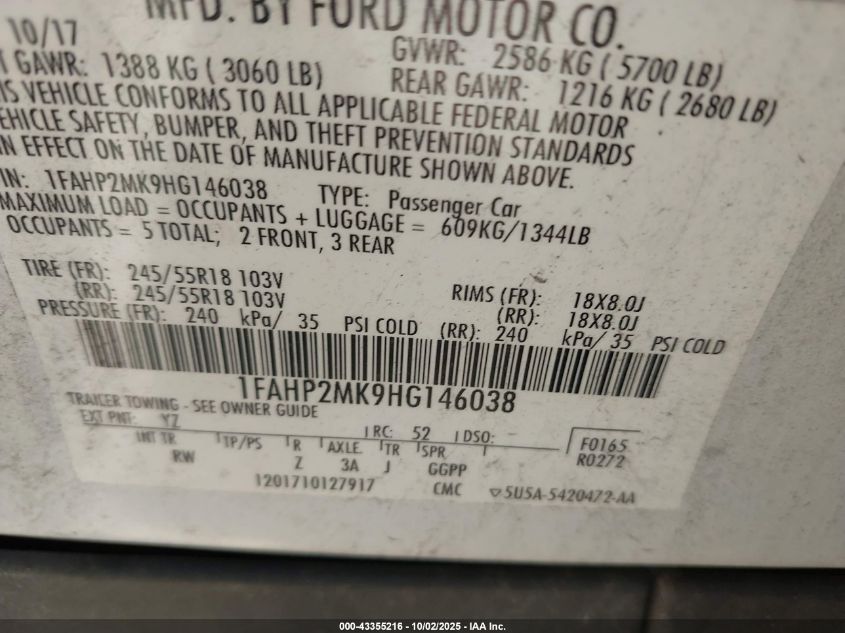 MFD. BY FORD MOTOR CO.
10/17
GVWR: 2586 KG ( 5700 LB)
T GAWR: 1388 KG ( 3060 LB)
REAR GAWR: 1216 KG ( 2680 LB)
IS VEHICLE CONFORMS TO ALL APPLICABLE FEDERAL MOTOR
EHICLE SAFETY, BUMPER, AND THEFT PREVENTION STANDARDS
N EFFECT ON THE DATE OF MANUFACTURE SHOWN ABOVE.
IN: 1FAHP2MK9HG146038 TYPE: Passenger Car
MAXIMUM LOAD = OCCUPANTS + LUGGAGE = 609KG/1344LB
OCCUPANTS = 5 TOTAL; 2 FRONT, 3 REAR
TIRE (FR): 245/55R18 103V RIMS (FR): 18X8.0J
(RR): 245/55R18 103V (RR): 18X8.0J
PRESSURE (FR): 240 kPa/ 35 PSI COLD (RR): 240 kPa/ 35 PSI COLD
1FAHP2MK9HG146038
TRAILER TOWING - SEE OWNER GUIDE
EXT PNT: YZ RC: 52 DSO: F0165
INT TR TP/PS R AXLE TR SPR R0272
RW Z 3A J GGPP
1201710127917 CMC 5U5A-5420472-AA
000-43355216 - 10/02/2025 - IAA Inc.